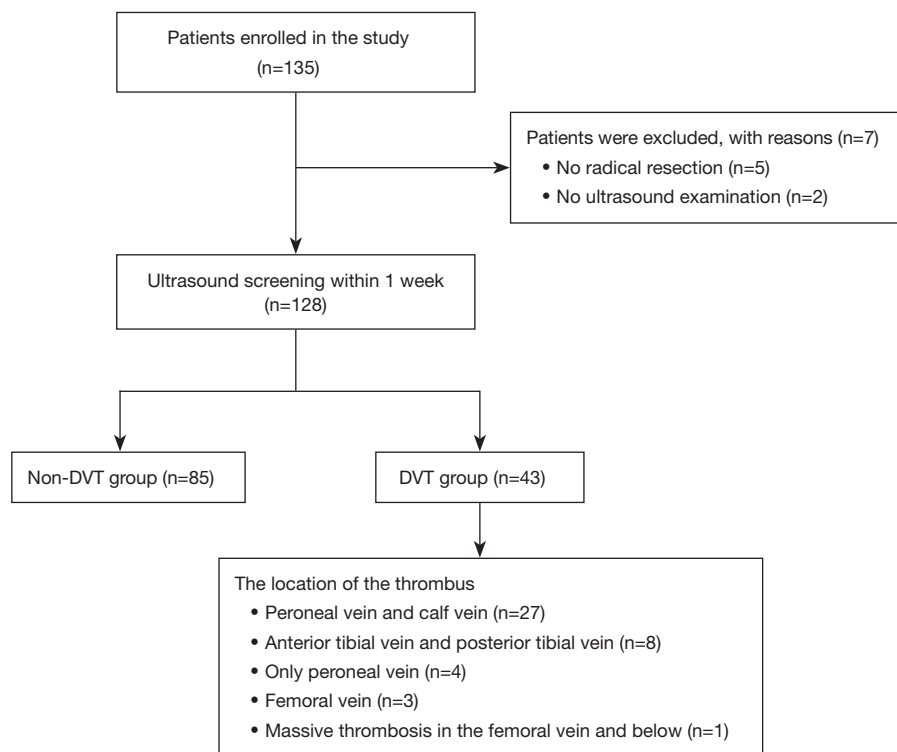 Patients enrolled in the study
(n=135)
Patients were excluded, with reasons (n=7)
• No radical resection (n=5)
• No ultrasound examination (n=2)
Ultrasound screening within 1 week
(n=128)
Non-DVT group (n=85)
DVT group (n=43)
The location of the thrombus
• Peroneal vein and calf vein (n=27)
• Anterior tibial vein and posterior tibial vein (n=8)
• Only peroneal vein (n=4)
• Femoral vein (n=3)
• Massive thrombosis in the femoral vein and below (n=1)